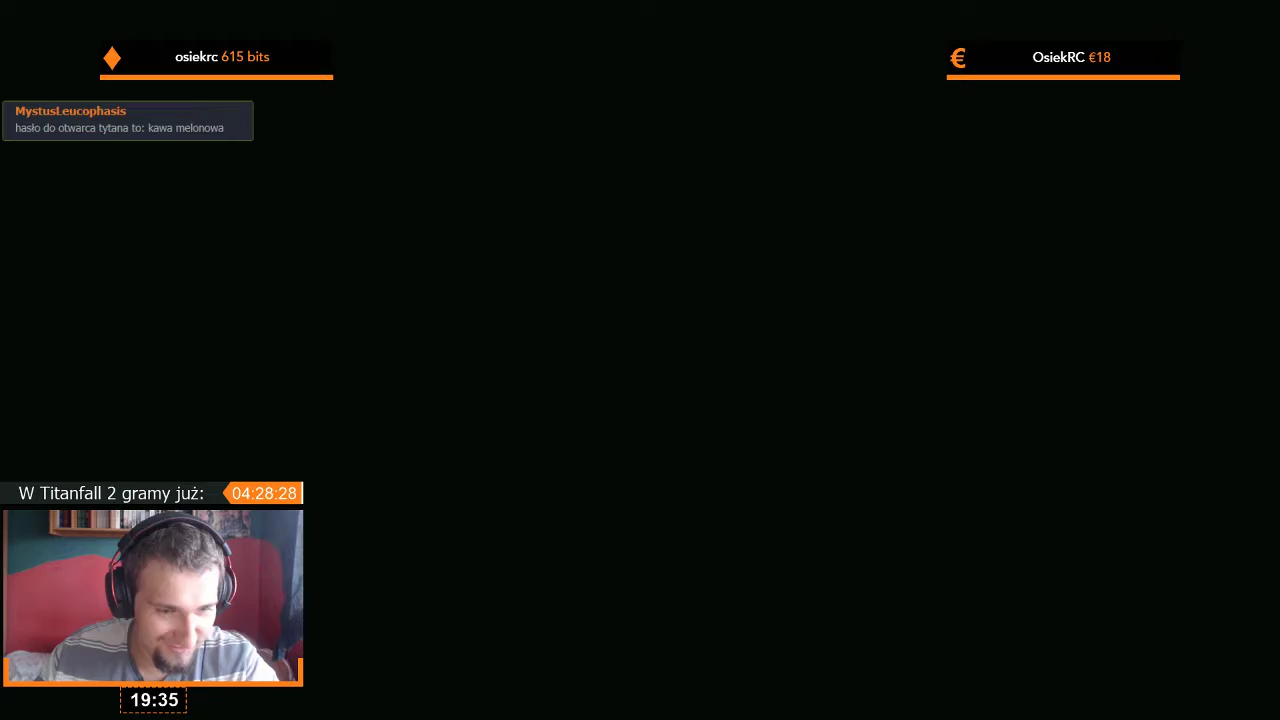 osiekrc 615 bits
€ OsiekRC €18
MystusLeucophasis
hasło do otwarca tytana to: kawa melonowa
W Titanfall 2 gramy już: 04:28:28
19:35